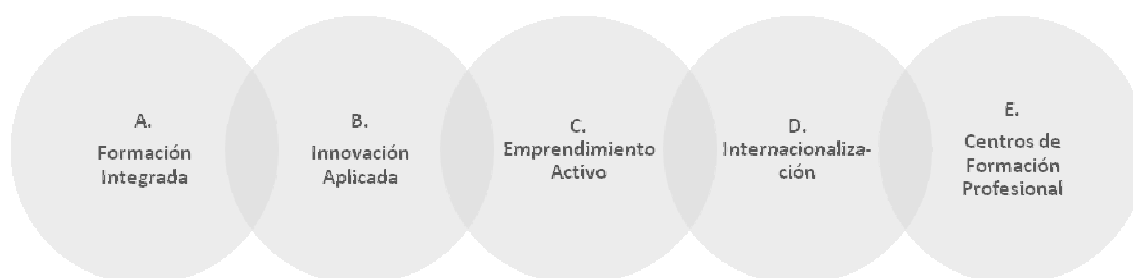 A.
Formación
Integrada
B.
Innovación
Aplicada
C.
Emprendimiento
Activo
D.
Internacionaliza-
ción
E.
Centros de
Formación
Profesional